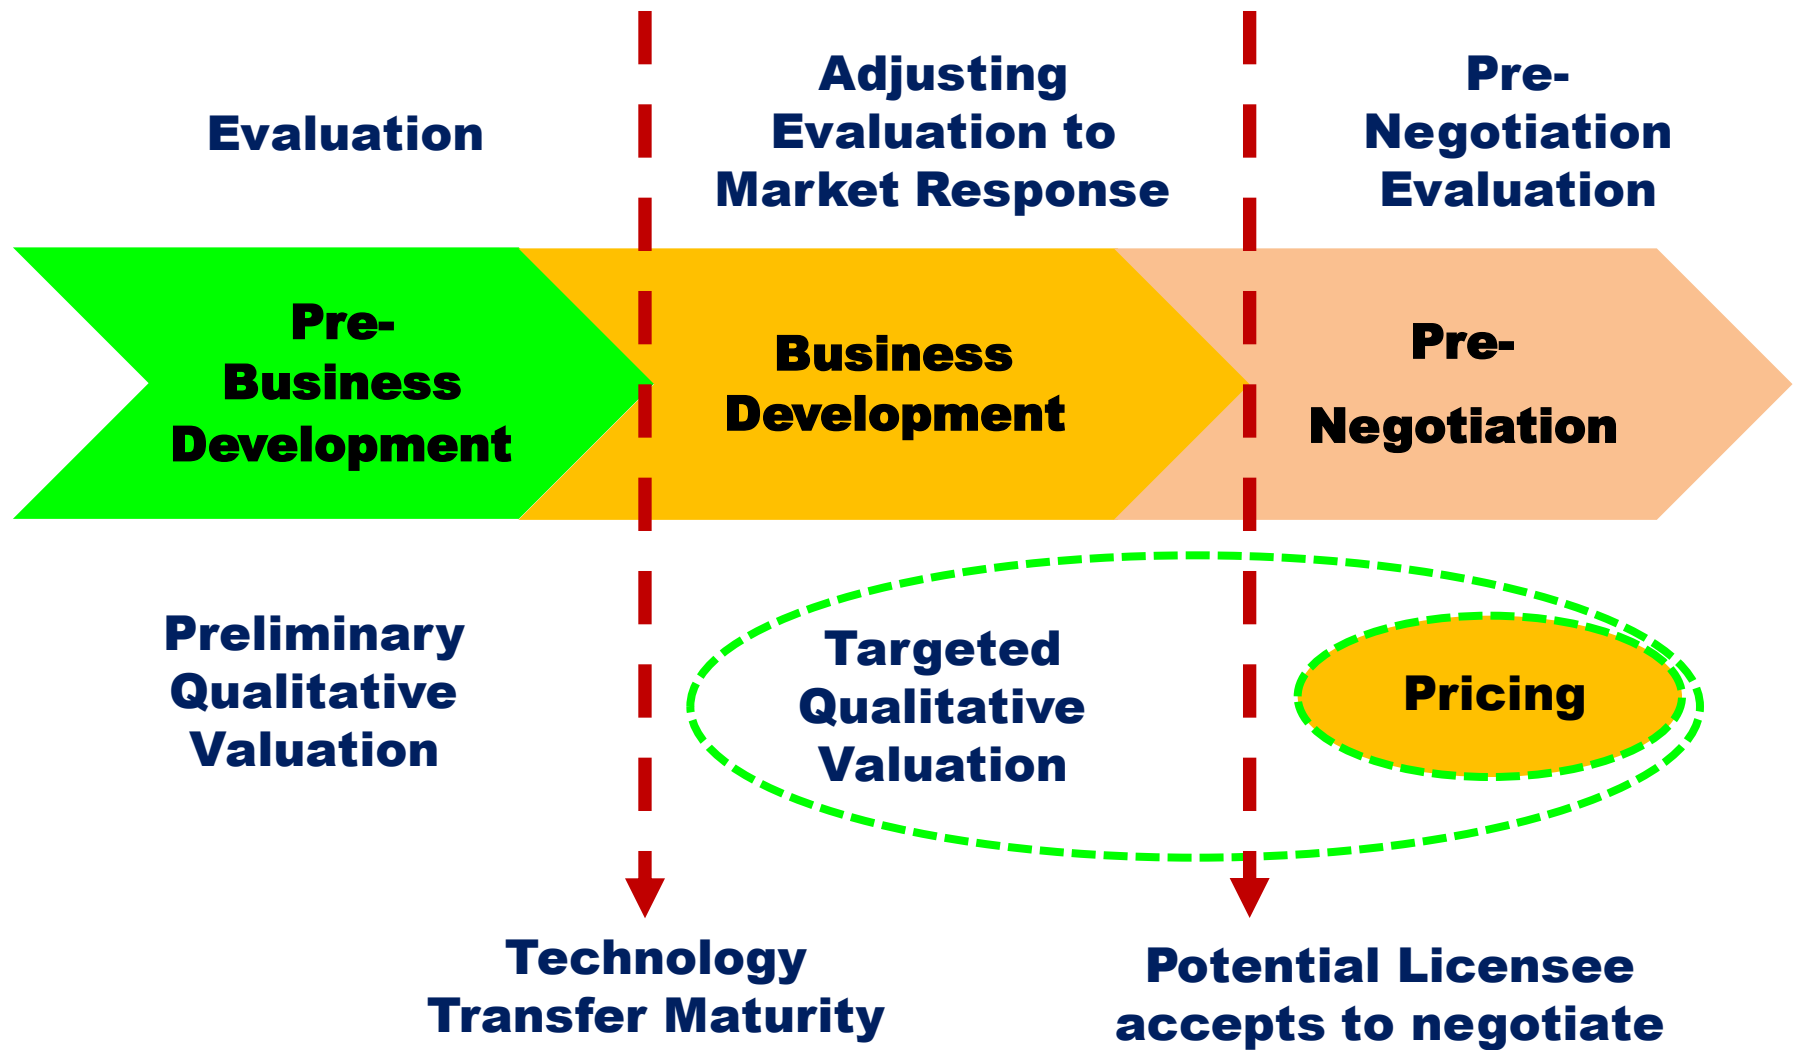 Evaluation
Adjusting
Evaluation to
Market Response
Pre-
Negotiation
Evaluation
Pre-
Business
Development
Business
Development
Pre-
Negotiation
Preliminary
Qualitative
Valuation
Targeted
Qualitative
Valuation
Pricing
Technology
Transfer Maturity
Potential Licensee
accepts to negotiate